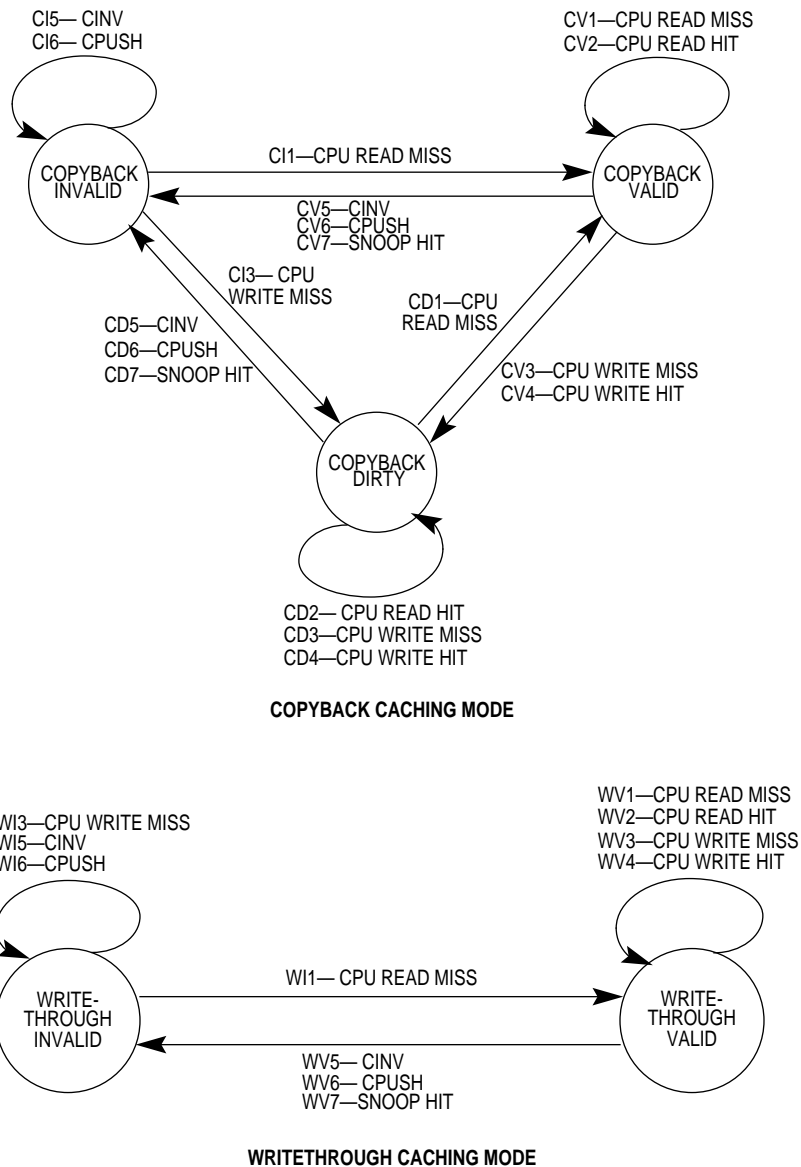 CI5— CINV
CI6— CPUSH
CV1—CPU READ MISS
CV2—CPU READ HIT
COPYBACK
INVALID
CI1—CPU READ MISS
COPYBACK
VALID
CV5—CINV
CV6—CPUSH
CV7—SNOOP HIT
CI3— CPU
WRITE MISS
CD1—CPU
READ MISS
CD5—CINV
CD6—CPUSH
CD7—SNOOP HIT
CV3—CPU WRITE MISS
CV4—CPU WRITE HIT
COPYBACK
DIRTY
CD2— CPU READ HIT
CD3—CPU WRITE MISS
CD4—CPU WRITE HIT
COPYBACK CACHING MODE
WI3—CPU WRITE MISS
WI5—CINV
WI6—CPUSH
WV1—CPU READ MISS
WV2—CPU READ HIT
WV3—CPU WRITE MISS
WV4—CPU WRITE HIT
WRITE-
THROUGH
INVALID
WI1— CPU READ MISS
WRITE-
THROUGH
VALID
WV5— CINV
WV6— CPUSH
WV7—SNOOP HIT
WRITETHROUGH CACHING MODE